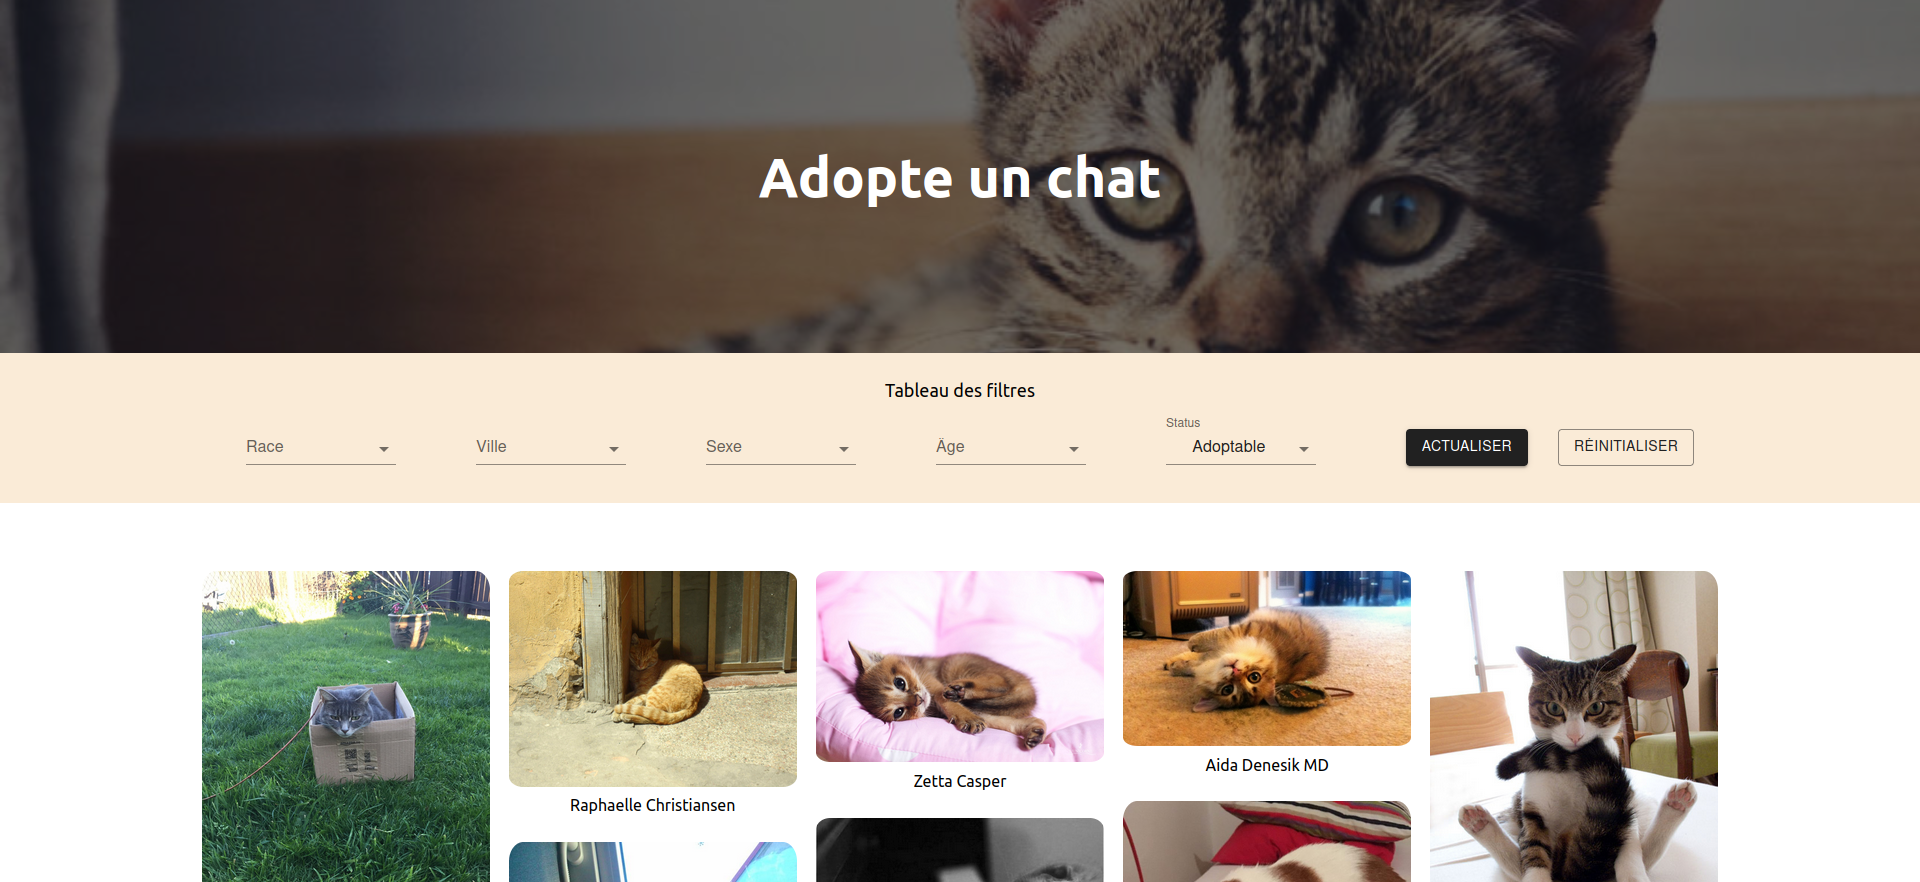 Adopte un chat
Tableau des filtres
Race
Ville
Sexe
Âge
Status
Adoptable
ACTUALISER
RÉINITIALISER
Raphaelle Christiansen
Zetta Casper
Aida Denesik MD